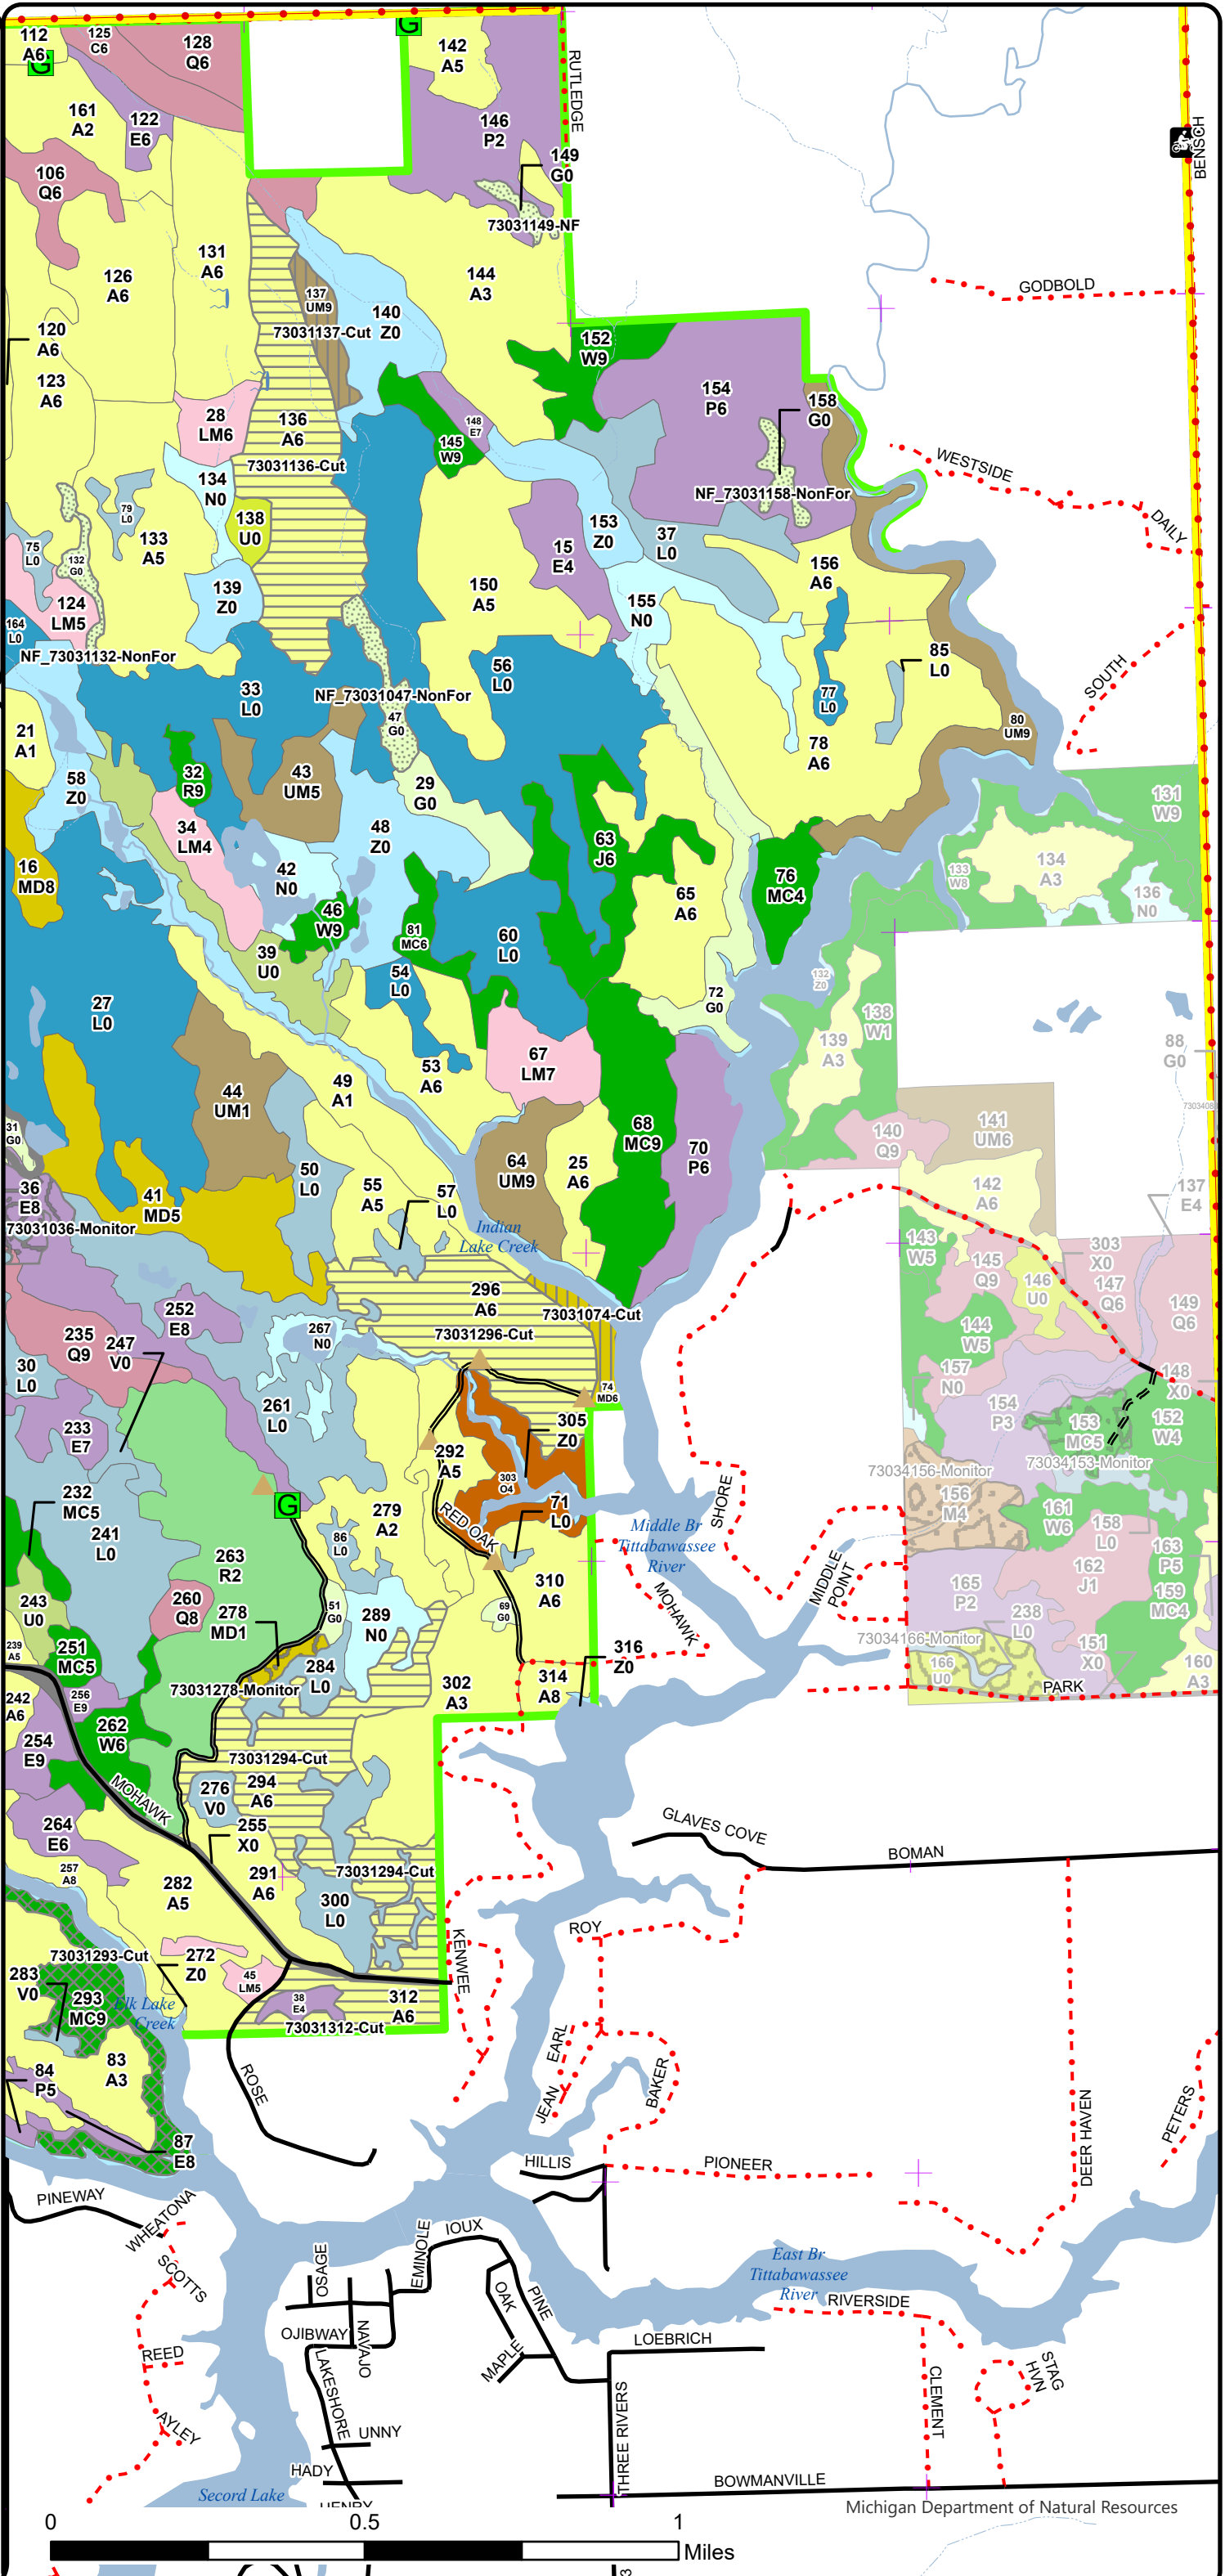 112
A6
G
125
C6
128
Q6
G
142
A5
RUTLEDGE
161
A2
122
E6
146
P2
BENSCH
149
G0
106
Q6
73031149-NF
131
A6
126
A6
144
A3
137
UM9
GODBOLD
140
Z0
73031137-Cut
120
A6
152
W9
123
A6
154
P6
158
G0
28
LM6
136
A6
148
E7
145
W9
73031136-Cut
WESTSIDE
134
N0
NF_73031158-NonFor
79
L0
138
U0
153
Z0
37
L0
DAILY
133
A5
15
E4
75
L0
132
G0
156
A6
139
Z0
150
A5
124
LM5
155
N0
164
L0
NF_73031132-NonFor
85
L0
56
L0
SOUTH
33
L0
NF_73031047-NonFor
47
G0
77
L0
21
A1
80
UM9
78
A6
58
Z0
32
R9
43
UM5
29
G0
131
W9
34
LM4
48
Z0
63
J6
16
MD8
42
N0
76
MC4
134
A3
133
W8
65
A6
136
N0
46
W9
81
MC6
60
L0
39
U0
54
L0
132
Z0
72
G0
27
L0
138
W1
139
A3
88
G0
67
LM7
53
A6
49
A1
44
UM1
7303408
31
G0
68
MC9
140
Q9
141
UM6
64
UM9
25
A6
70
P6
50
L0
55
A5
57
L0
36
E8
41
MD5
142
A6
137
E4
73031036-Monitor
Indian
Lake Creek
143
W5
303
X0
145
Q9
147
Q6
146
U0
296
A6
252
E8
73031074-Cut
149
Q6
235
Q9
247
V0
267
N0
73031296-Cut
144
W5
30
L0
157
N0
148
X0
74
MD6
261
L0
154
P3
305
Z0
153
MC5
152
W4
233
E7
292
A5
73034153-Monitor
73034156-Monitor
303
O4
156
M4
232
MC5
G
279
A2
RED OAK
71
L0
SHORE
161
W6
158
L0
241
L0
86
L0
Middle Br
Tittabawassee
River
263
R2
163
P5
162
J1
MIDDLE
POINT
165
P2
310
A6
159
MC4
260
Q8
243
U0
51
G0
69
G0
MOHAWK
278
MD1
289
N0
238
L0
73034166-Monitor
239
A5
251
MC5
316
Z0
151
X0
284
L0
166
U0
160
A3
314
A8
PARK
73031278-Monitor
302
A3
242
A6
256
E9
262
W6
254
E9
73031294-Cut
MOHAWK
276
V0
294
A6
GLAVES COVE
264
E6
255
X0
BOMAN
257
A8
291
A6
73031294-Cut
282
A5
300
L0
ROY
KENWEE
73031293-Cut
272
Z0
283
V0
45
LM5
293
MC9
Elk Lake
Creek
38
E4
312
A6
73031312-Cut
EARL
83
A3
84
P5
ROSE
BAKER
JEAN
DEER HAVEN
PETERS
87
E8
HILLIS
PIONEER
PINEWAY
WHEATONA
IOUX
EMINOLE
OSAGE
SCOTTS
East Br
Tittabawassee
River
OAK
PINE
RIVERSIDE
OJIBWAY
NAVAJO
LOEBRICH
REED
MAPLE
LAKESHORE
STAG
HVN
CLEMENT
AYLEY
UNNY
THREE RIVERS
HADY
BOWMANVILLE
Secord Lake
HENRY
Michigan Department of Natural Resources
0
0.5
1
Miles
3